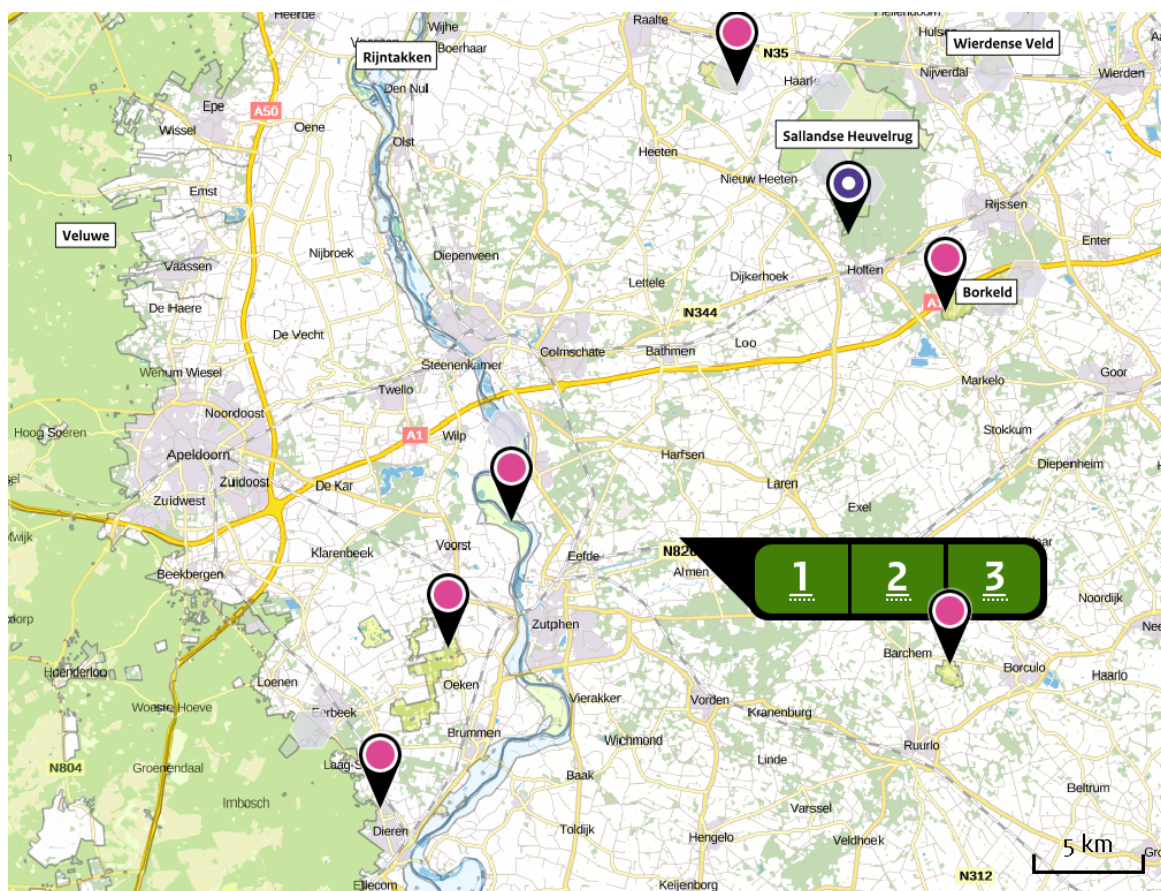 Heerde
Wijhe
Raalte
Hellendoorn
Hulsen
Wierdense Veld
Boerhaar
Rijntakken
N35
Haarle
Nijverdal
Wierden
Den Nul
Epe
A50
Wissel
Oene
Olst
Sallandse Heuvelrug
Heeten
Nieuw Heeten
Emst
Rijssen
Veluwe
Nijbroek
Diepenveen
Enter
Vaassen
Lettele
Dijkerhoek
Holten
Borkeld
De Haere
N344
De Vecht
Loo
Colmschate
Bathmen
Steenenkamer
Wenum Wiesel
Goor
Twello
Markelo
Noordoost
Hoog Soeren
A1
Wilp
Stokkum
Apeldoorn
Harfsen
Diepenheim
Zuidoost
De Kar
Laren
Zuidwest
Exel
Voorst
Klarenbeek
Eefde
N826
Almen
1
2
3
Beekbergen
Noordijk
Zutphen
Barchem
Borculo
Haarlo
Hoenderloo
Loenen
Oeken
Vierakker
Vorden
Woeste Hoeve
Eerbeek
Kranenburg
Brummen
Wichmond
Ruurlo
N804
Groenendaal
Linde
Baak
Imbosch
Beltrum
Varssel
Dieren
Toldijk
Hengelo
Veldhoek
5 km
N312
Ellecom
Keijenborg